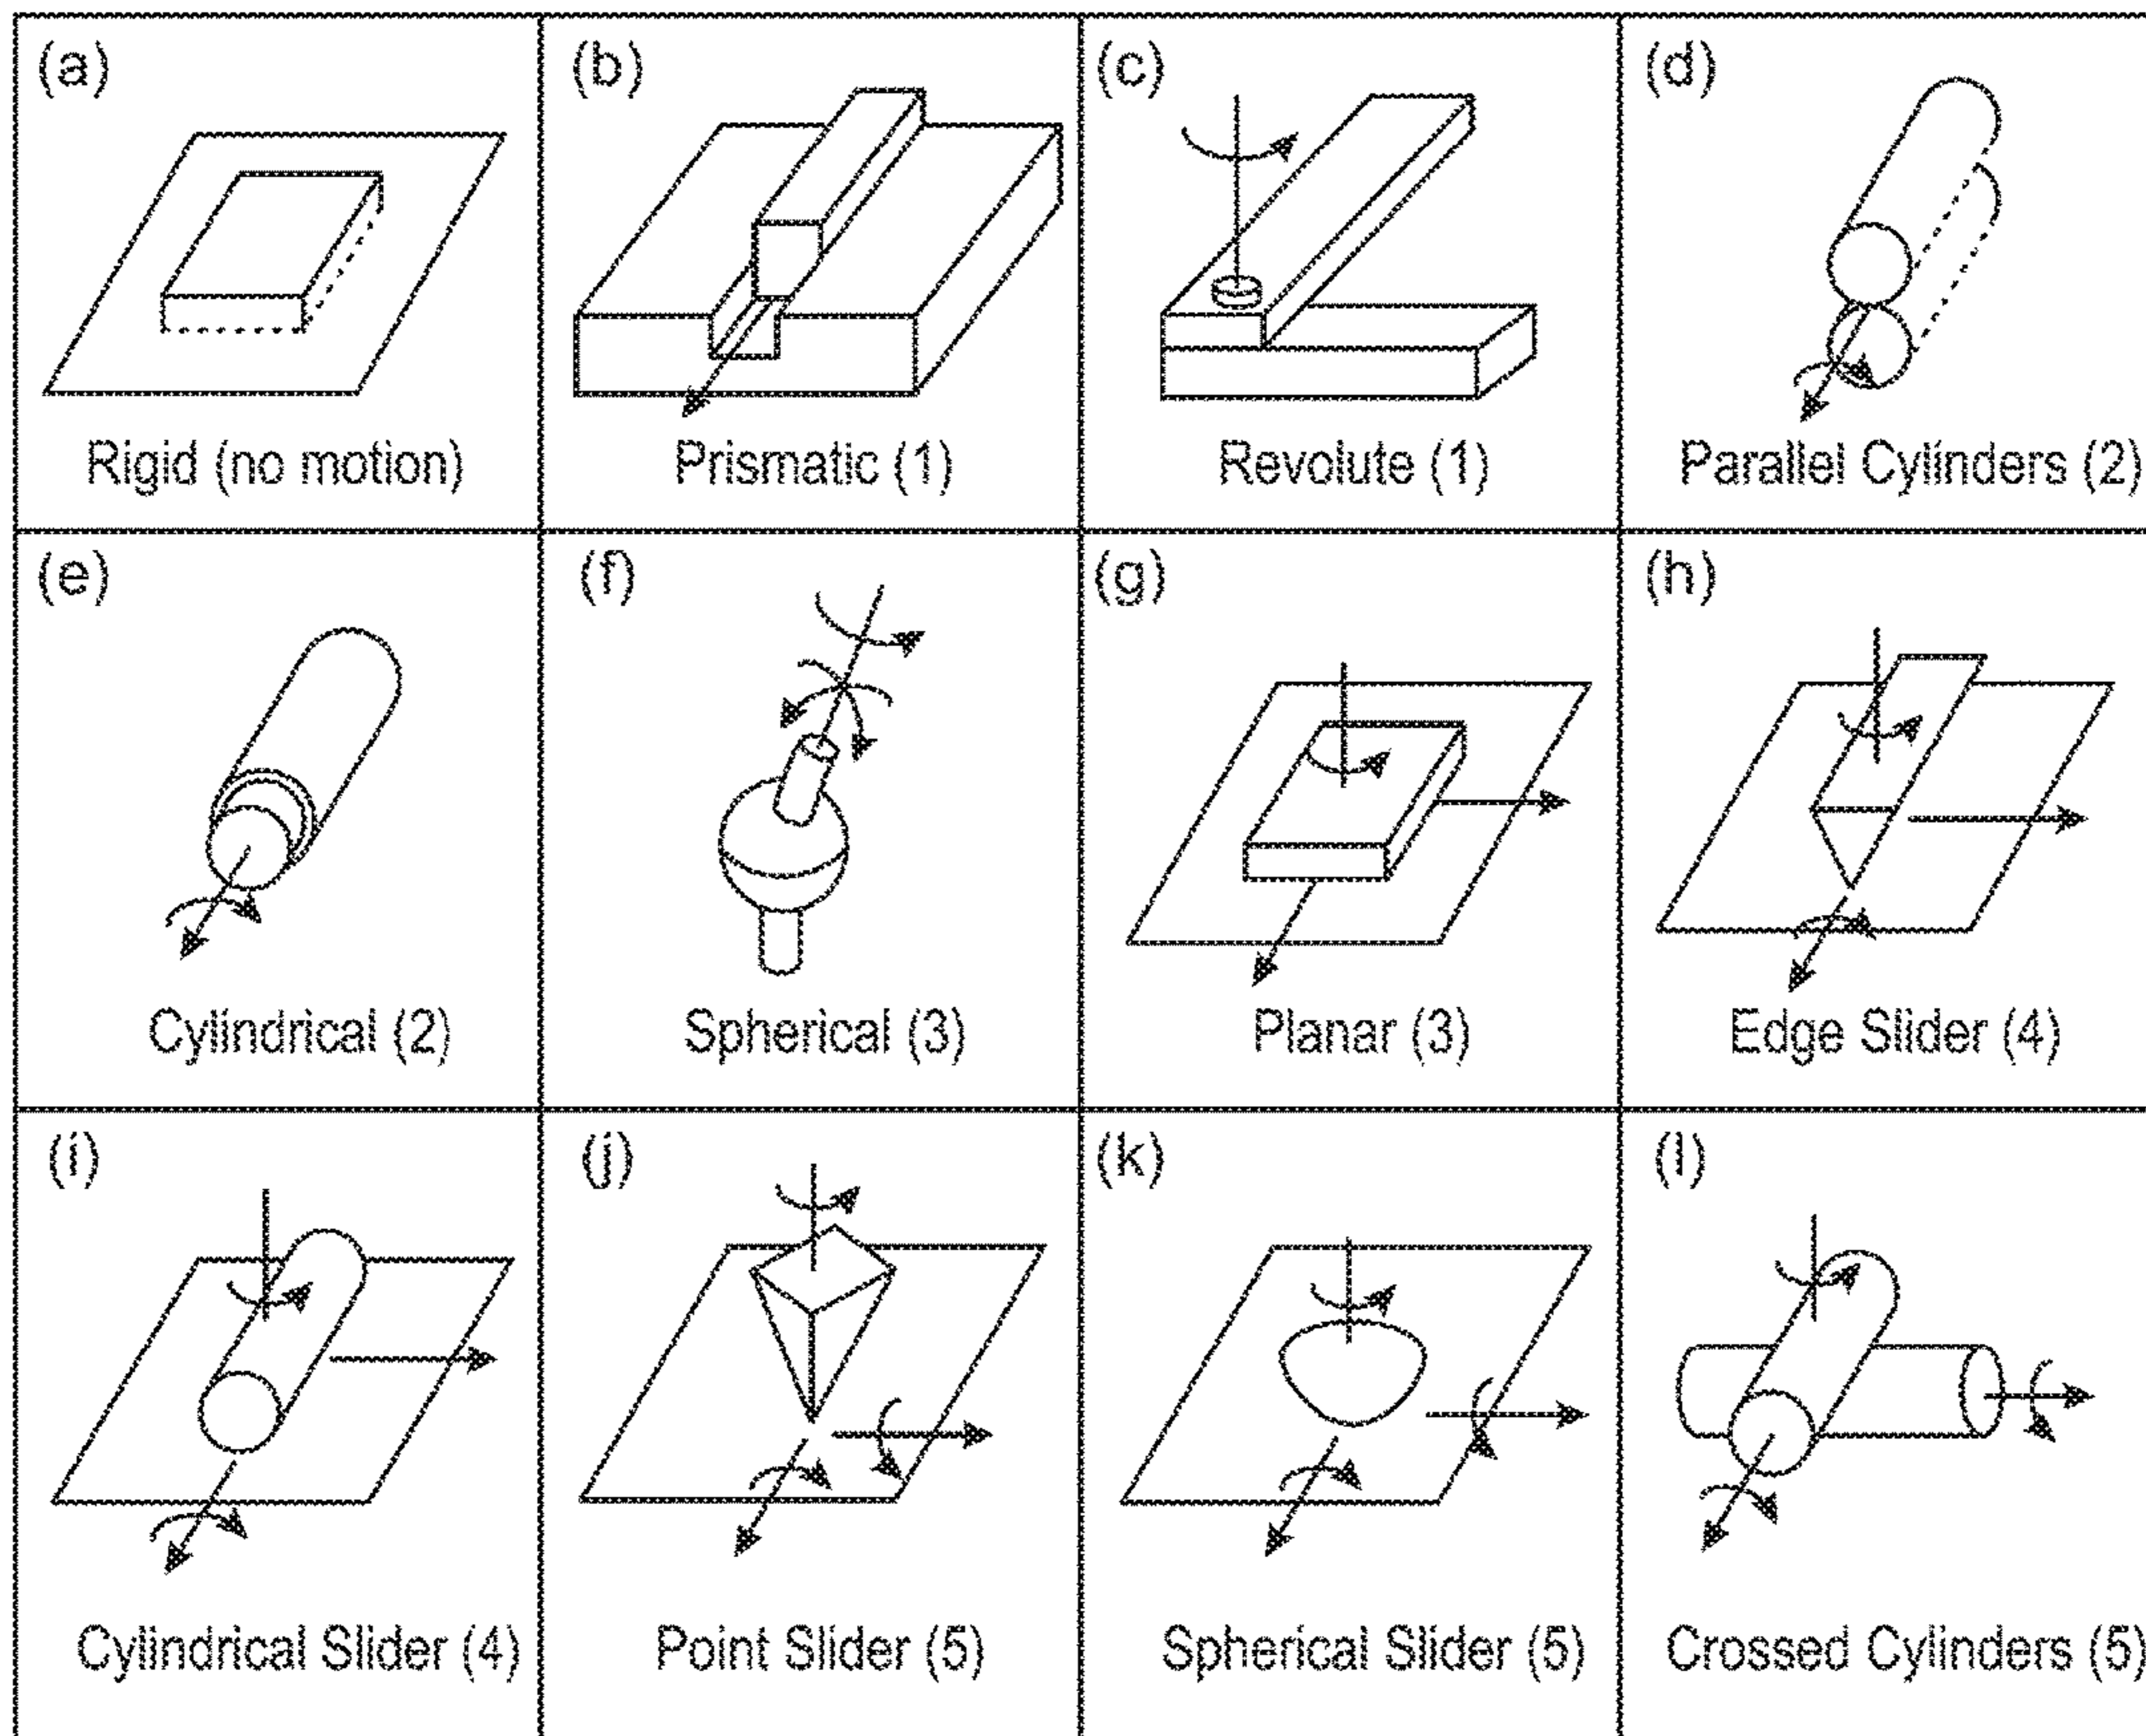 (a)
(b)
(c)
(d)
Rigid (no motion)
Prismatic (1)
Revolute (1)
Parallel Cylinders (2)
(e)
(f)
(g)
(h)
Cylindrical (2)
Spherical (3)
Planar (3)
Edge Slider (4)
(i)
(j)
(k)
(l)
Cylindrical Slider (4)
Point Slider (5)
Spherical Slider (5)
Crossed Cylinders (5)